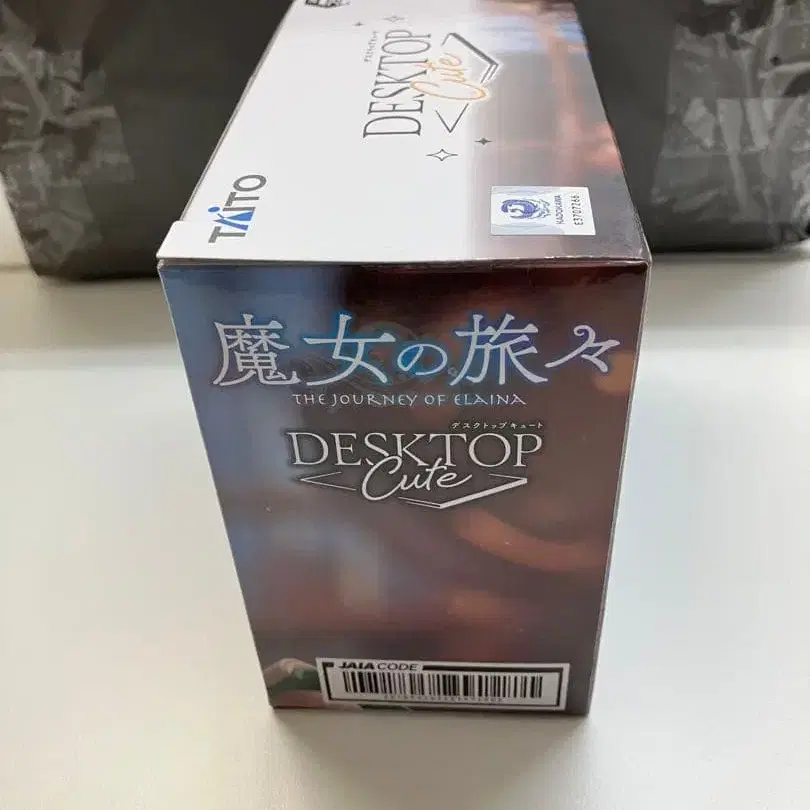 デスクトップキュート
DESKTOP
Cute
TAITO
KADOKAWA
E3707266
魔女の旅々
THE JOURNEY OF ELAINA
デスクトップキュート
DESKTOP
Cute
JAIA CODE